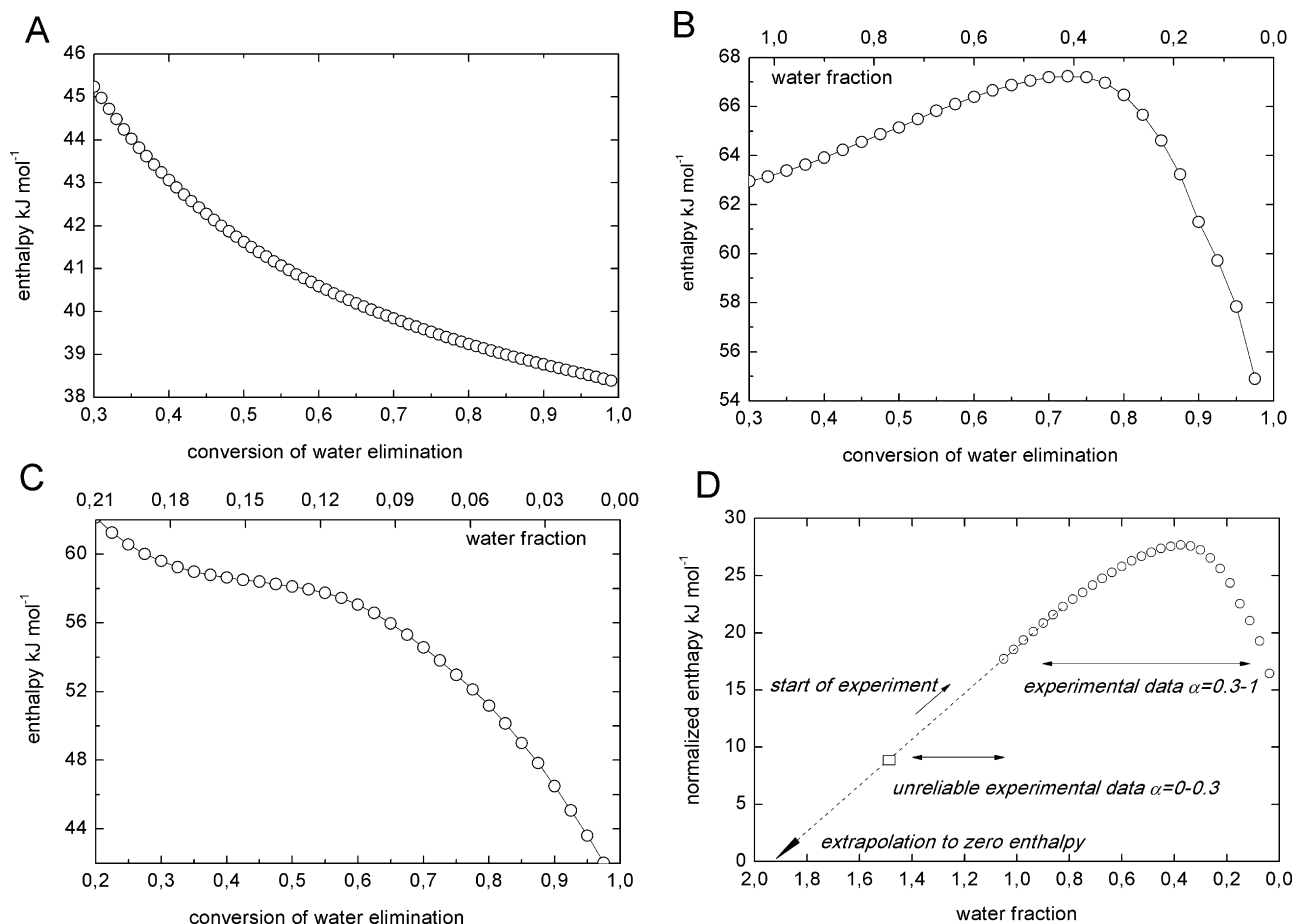 A
46
45
44
43
42
41
40
39
38
enthalpy kJ mol⁻¹
0,3 0,4 0,5 0,6 0,7 0,8 0,9 1,0
conversion of water elimination
B
1,0 0,8 0,6 0,4 0,2 0,0
water fraction
68
66
64
62
60
58
56
54
enthalpy kJ mol⁻¹
0,3 0,4 0,5 0,6 0,7 0,8 0,9 1,0
conversion of water elimination
C
0,21 0,18 0,15 0,12 0,09 0,06 0,03 0,00
water fraction
60
56
52
48
44
enthalpy kJ mol⁻¹
0,2 0,3 0,4 0,5 0,6 0,7 0,8 0,9 1,0
conversion of water elimination
D
30
25
20
15
10
5
0
normalized enthapy kJ mol⁻¹
start of experiment
experimental data α=0.3-1
unreliable experimental data α=0-0.3
extrapolation to zero enthalpy
2,0 1,8 1,6 1,4 1,2 1,0 0,8 0,6 0,4 0,2 0,0
water fraction